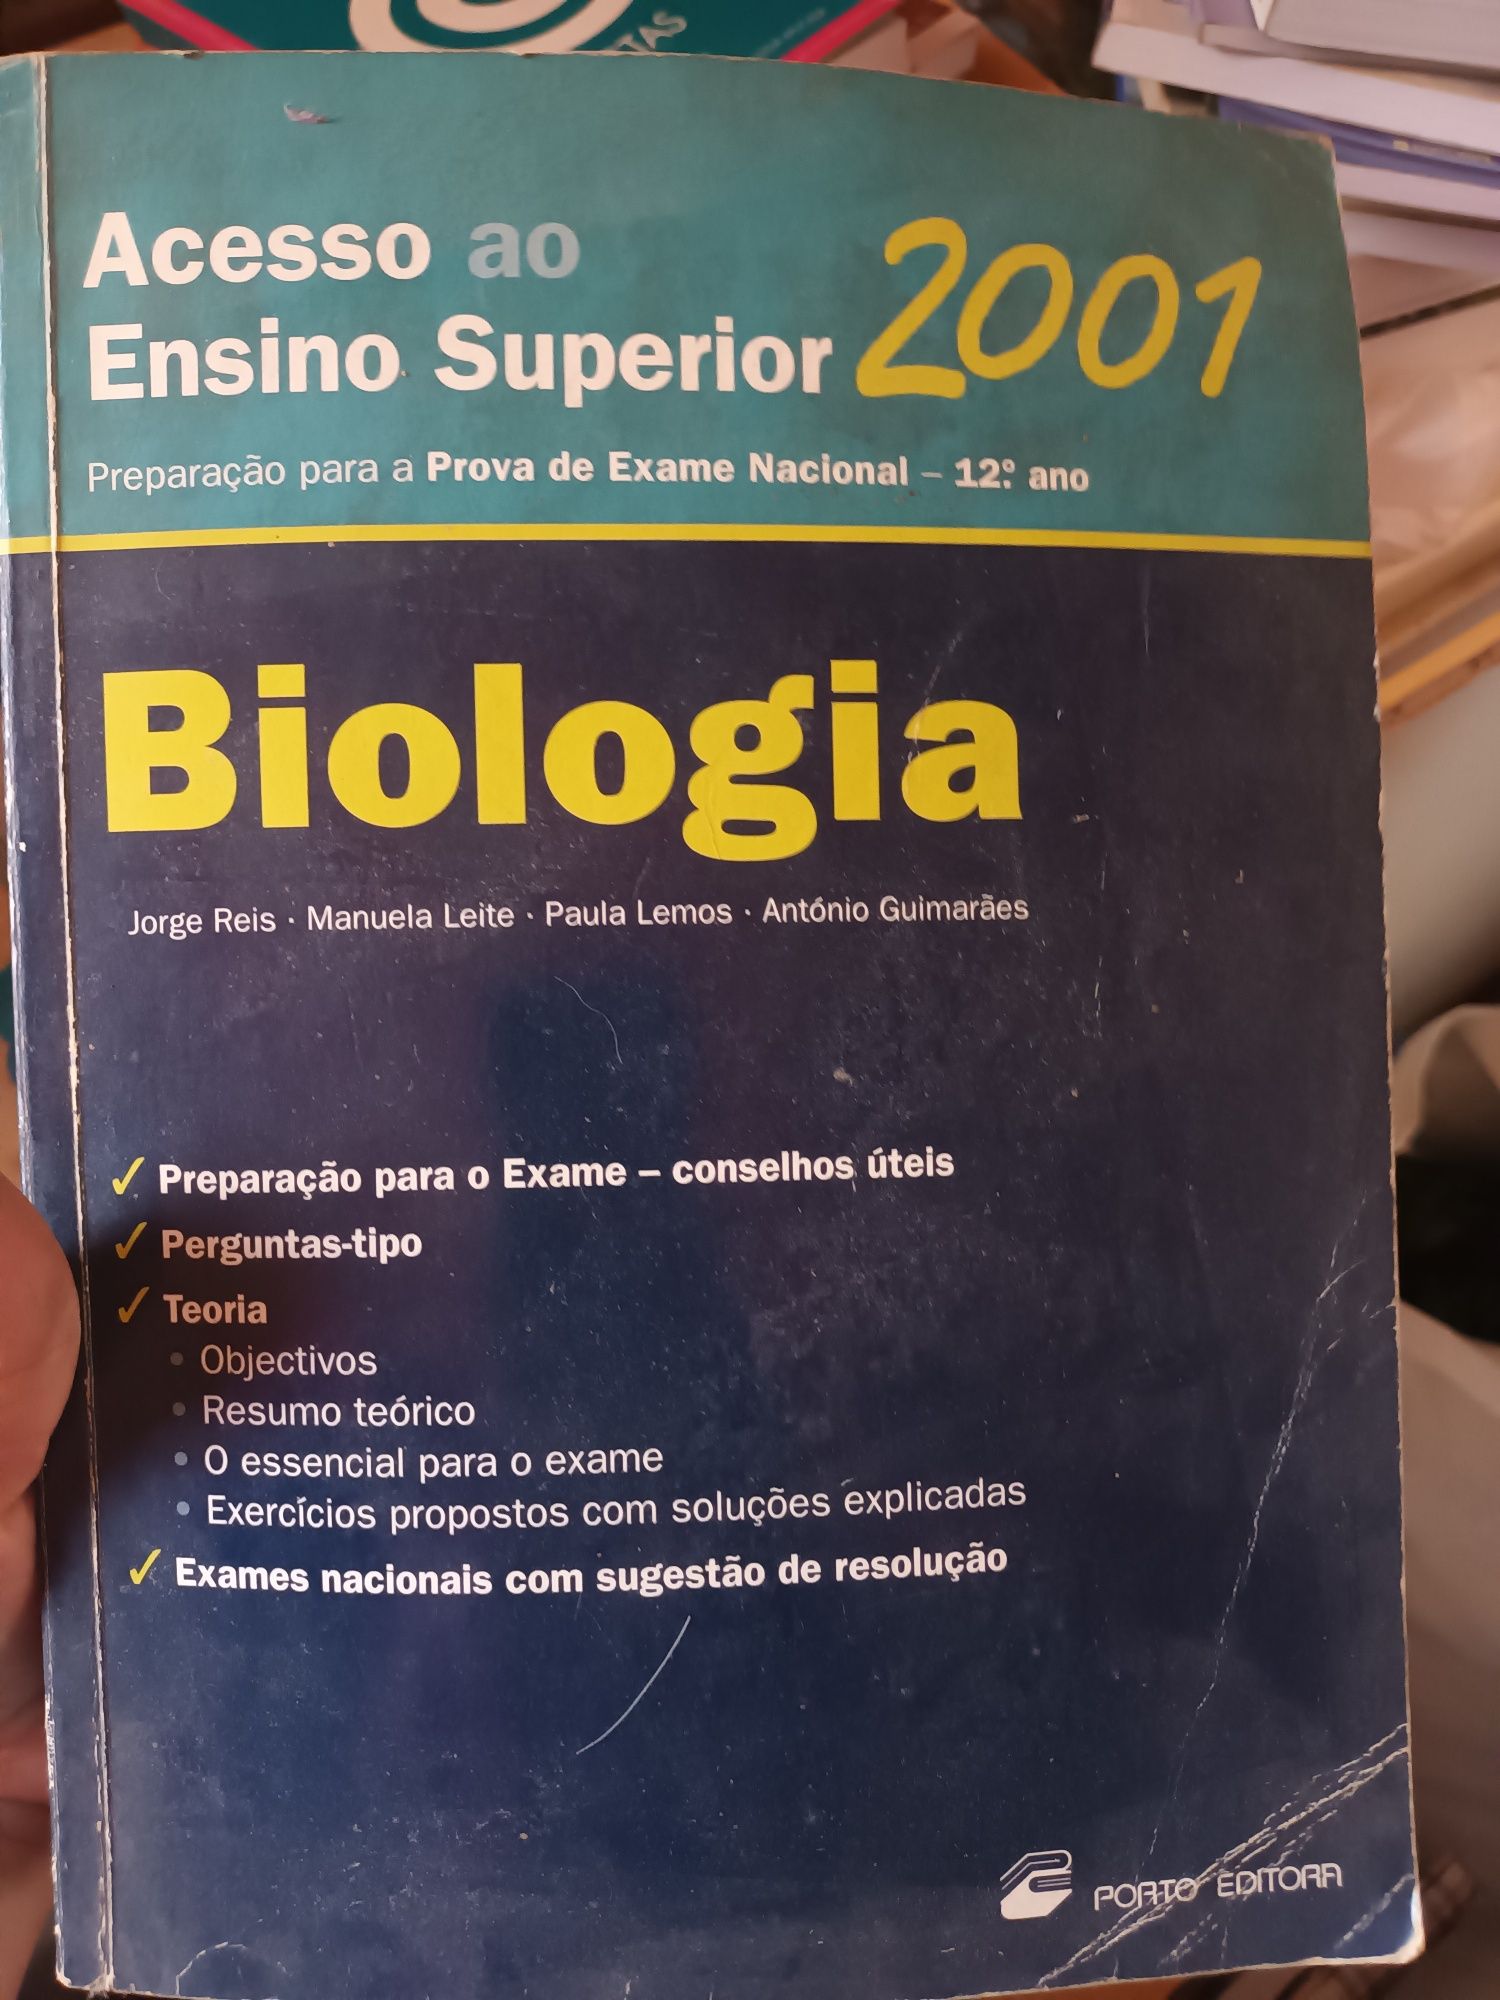 TAS
Acesso ao
Ensino Superior 2001
Preparação para a Prova de Exame Nacional – 12º ano
Biologia
Jorge Reis · Manuela Leite · Paula Lemos · António Guimarães
✓ Preparação para o Exame – conselhos úteis
✓ Perguntas-tipo
✓ Teoria
• Objectivos
• Resumo teórico
• O essencial para o exame
• Exercícios propostos com soluções explicadas
✓ Exames nacionais com sugestão de resolução
PORTO EDITORA